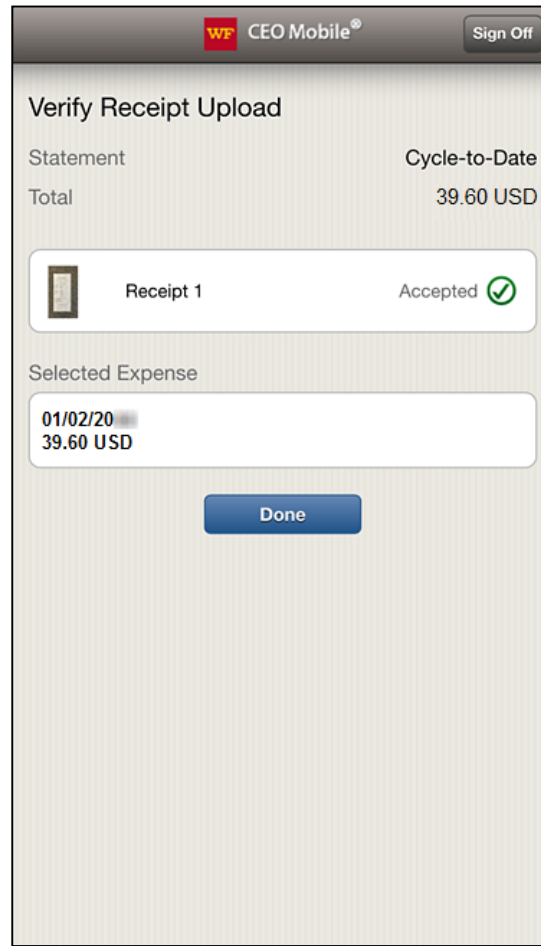 WF CEO Mobile® Sign Off
Verify Receipt Upload
Statement Cycle-to-Date
Total 39.60 USD
Receipt 1 Accepted
Selected Expense
01/02/20
39.60 USD
Done